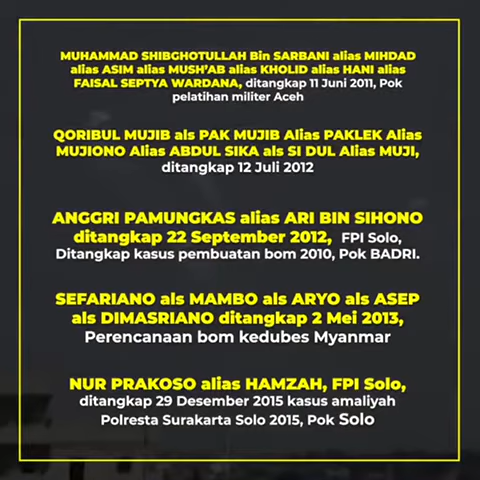 MUHAMMAD SHIBGHOTULLAH Bin SARBANI alias MIHDAD
alias ASIM alias MUSH'AB alias KHOLID alias HANI alias
FAISAL SEPTYA WARDANA, ditangkap 11 Juni 2011, Pok
pelatihan militer Aceh
QORIBUL MUJIB als PAK MUJIB Alias PAKLEK Alias
MUJIONO Alias ABDUL SIKA als SI DUL Alias MUJI,
ditangkap 12 Juli 2012
ANGGRI PAMUNGKAS alias ARI BIN SIHONO
ditangkap 22 September 2012, FPI Solo,
Ditangkap kasus pembuatan bom 2010, Pok BADRI.
SEFARIANO als MAMBO als ARYO als ASEP
als DIMASRIANO ditangkap 2 Mei 2013,
Perencanaan bom kedubes Myanmar
NUR PRAKOSO alias HAMZAH, FPI Solo,
ditangkap 29 Desember 2015 kasus amaliyah
Polresta Surakarta Solo 2015, Pok Solo